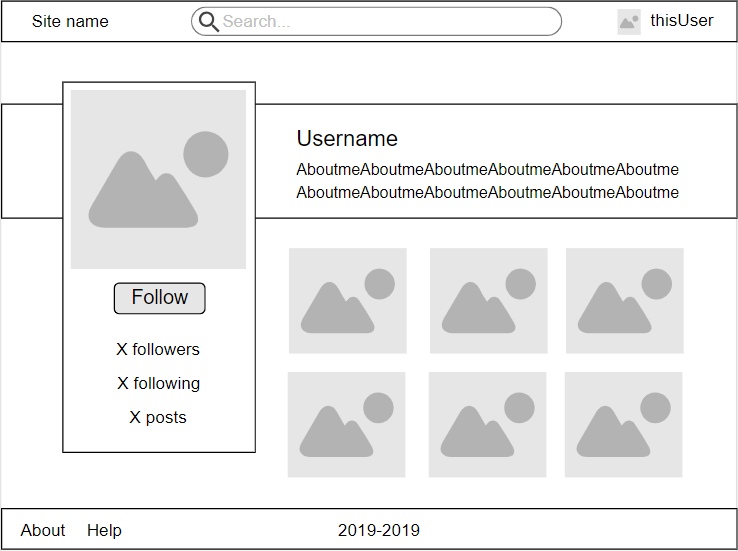 Site name
Search...
thisUser
Username
AboutmeAboutmeAboutmeAboutmeAboutmeAboutme
AboutmeAboutmeAboutmeAboutmeAboutmeAboutme
Follow
X followers
X following
X posts
About
Help
2019-2019